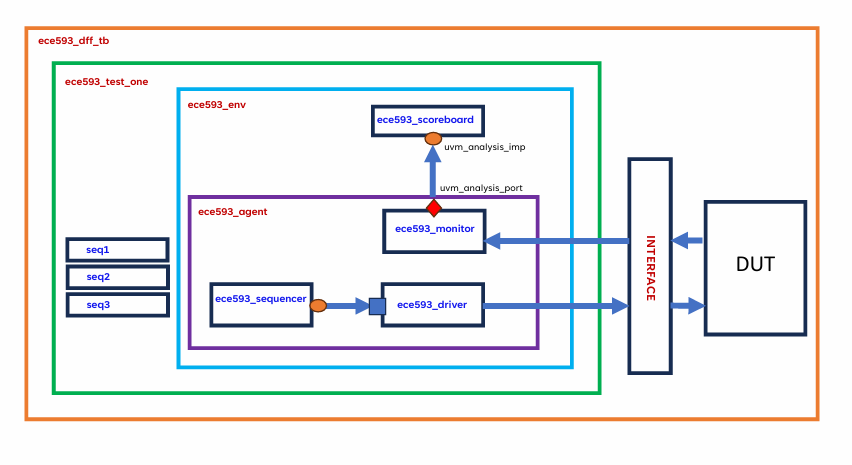 ece593_dff_tb
ece593_test_one
ece593_env
ece593_scoreboard
uvm_analysis_imp
uvm_analysis_port
ece593_agent
ece593_monitor
seq1
seq2
seq3
ece593_sequencer
ece593_driver
INTERFACE
DUT